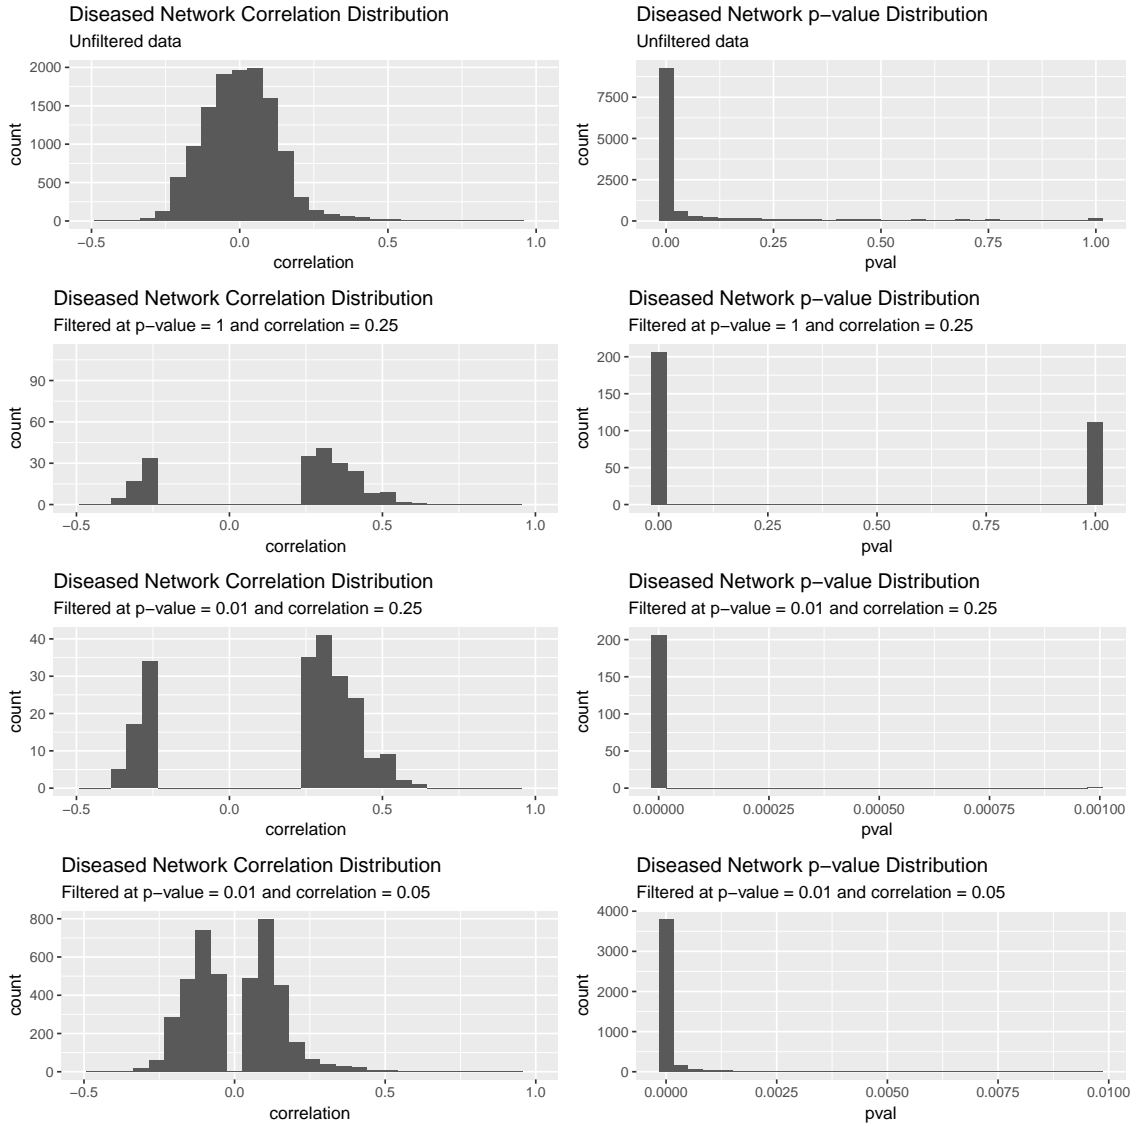 Diseased Network Correlation Distribution
Unfiltered data
2000
1500
1000
500
0
count
−0.5 0.0 0.5 1.0
correlation
Diseased Network p−value Distribution
Unfiltered data
7500
5000
2500
0
count
0.00 0.25 0.50 0.75 1.00
pval
Diseased Network Correlation Distribution
Filtered at p−value = 1 and correlation = 0.25
90
60
30
0
count
−0.5 0.0 0.5 1.0
correlation
Diseased Network p−value Distribution
Filtered at p−value = 1 and correlation = 0.25
200
150
100
50
0
count
0.00 0.25 0.50 0.75 1.00
pval
Diseased Network Correlation Distribution
Filtered at p−value = 0.01 and correlation = 0.25
40
30
20
10
0
count
−0.5 0.0 0.5 1.0
correlation
Diseased Network p−value Distribution
Filtered at p−value = 0.01 and correlation = 0.25
200
150
100
50
0
count
0.00000 0.00025 0.00050 0.00075 0.00100
pval
Diseased Network Correlation Distribution
Filtered at p−value = 0.01 and correlation = 0.05
800
600
400
200
0
count
−0.5 0.0 0.5 1.0
correlation
Diseased Network p−value Distribution
Filtered at p−value = 0.01 and correlation = 0.05
4000
3000
2000
1000
0
count
0.0000 0.0025 0.0050 0.0075 0.0100
pval